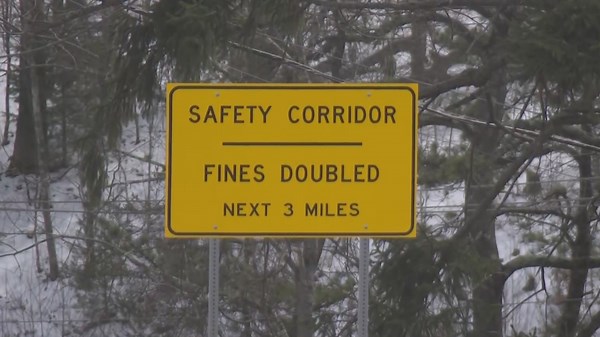 SAFETY CORRIDOR
FINES DOUBLED
NEXT 3 MILES